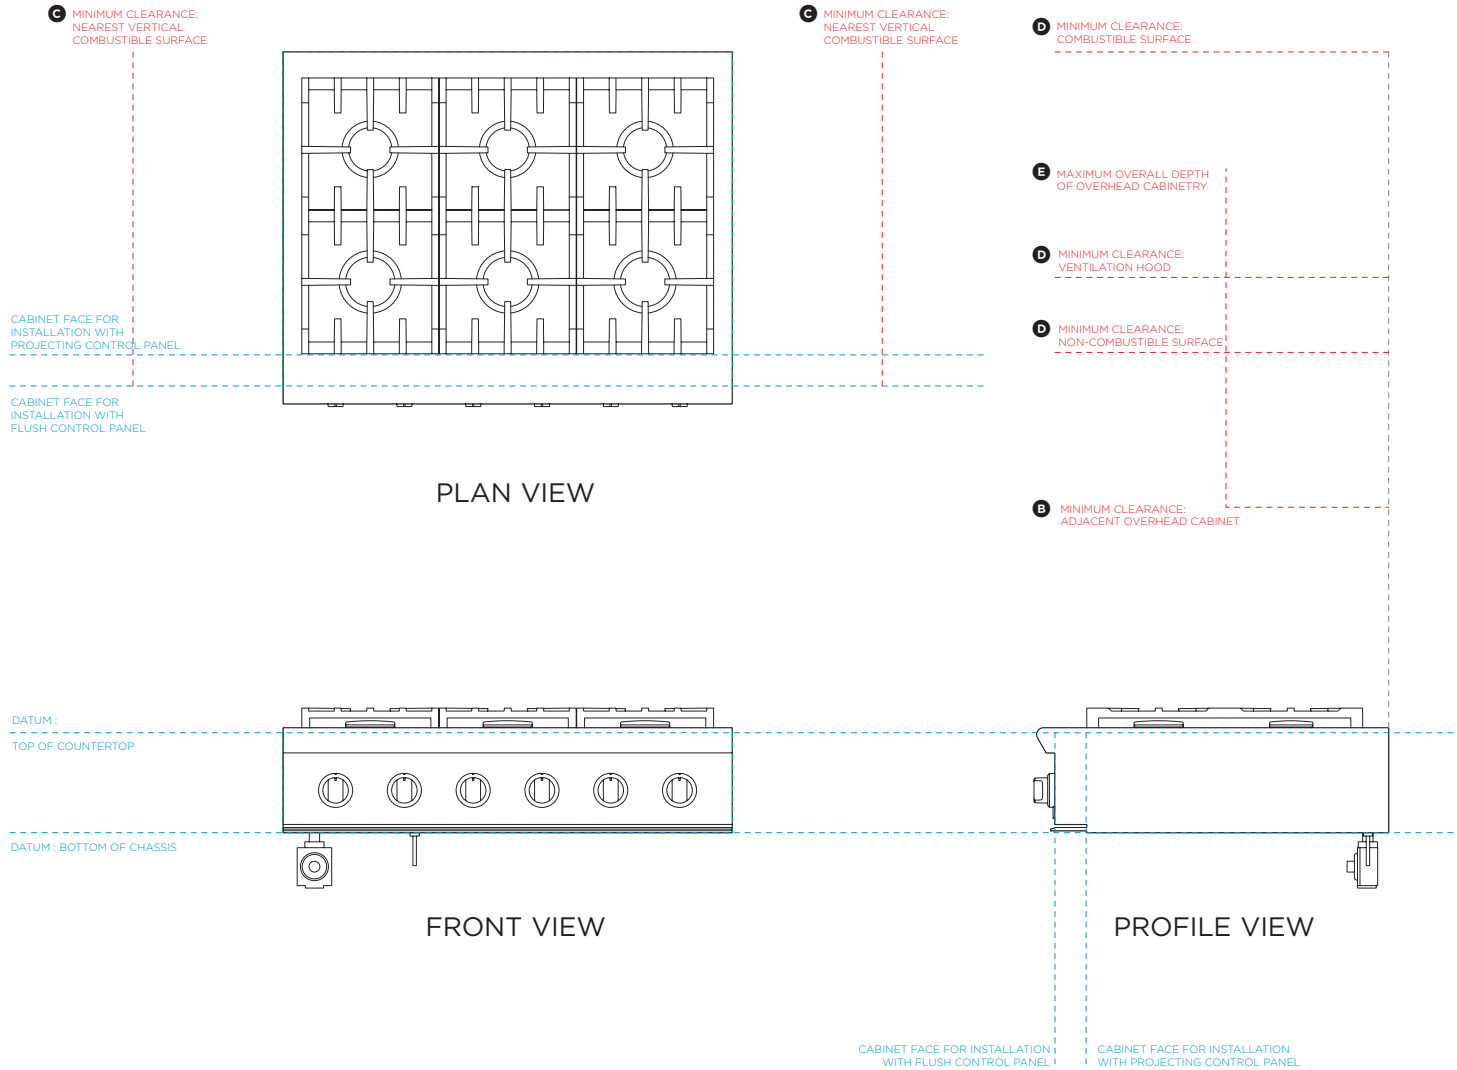 C MINIMUM CLEARANCE:
NEAREST VERTICAL
COMBUSTIBLE SURFACE
C MINIMUM CLEARANCE:
NEAREST VERTICAL
COMBUSTIBLE SURFACE
D MINIMUM CLEARANCE:
COMBUSTIBLE SURFACE
E MAXIMUM OVERALL DEPTH
OF OVERHEAD CABINETRY
D MINIMUM CLEARANCE:
VENTILATION HOOD
D MINIMUM CLEARANCE:
NON-COMBUSTIBLE SURFACE
CABINET FACE FOR
INSTALLATION WITH
PROJECTING CONTROL PANEL
CABINET FACE FOR
INSTALLATION WITH
FLUSH CONTROL PANEL
PLAN VIEW
B MINIMUM CLEARANCE:
ADJACENT OVERHEAD CABINET
DATUM :
TOP OF COUNTERTOP
DATUM : BOTTOM OF CHASSIS
FRONT VIEW
PROFILE VIEW
CABINET FACE FOR INSTALLATION
WITH FLUSH CONTROL PANEL
CABINET FACE FOR INSTALLATION
WITH PROJECTING CONTROL PANEL